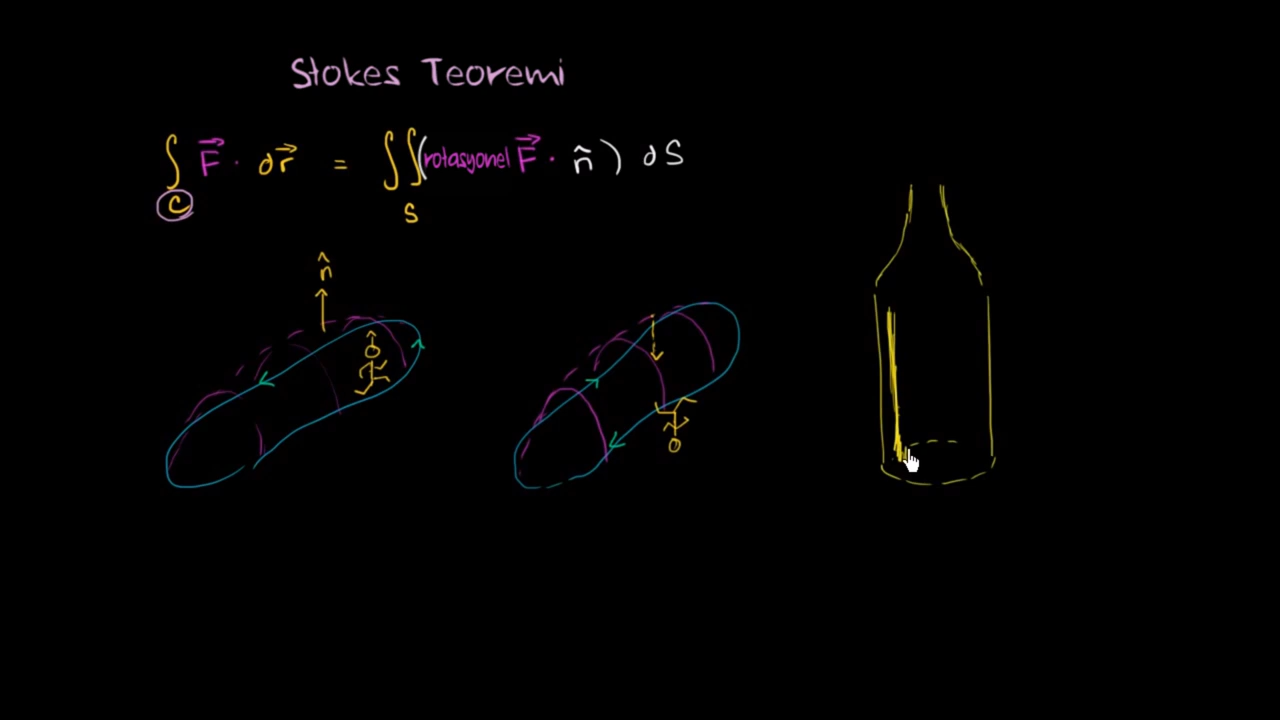 Stokes Teoremi
∫ F⃗ · dr⃗ = ∬ (rotasyonel F⃗ · n̂) dS
C S
n̂